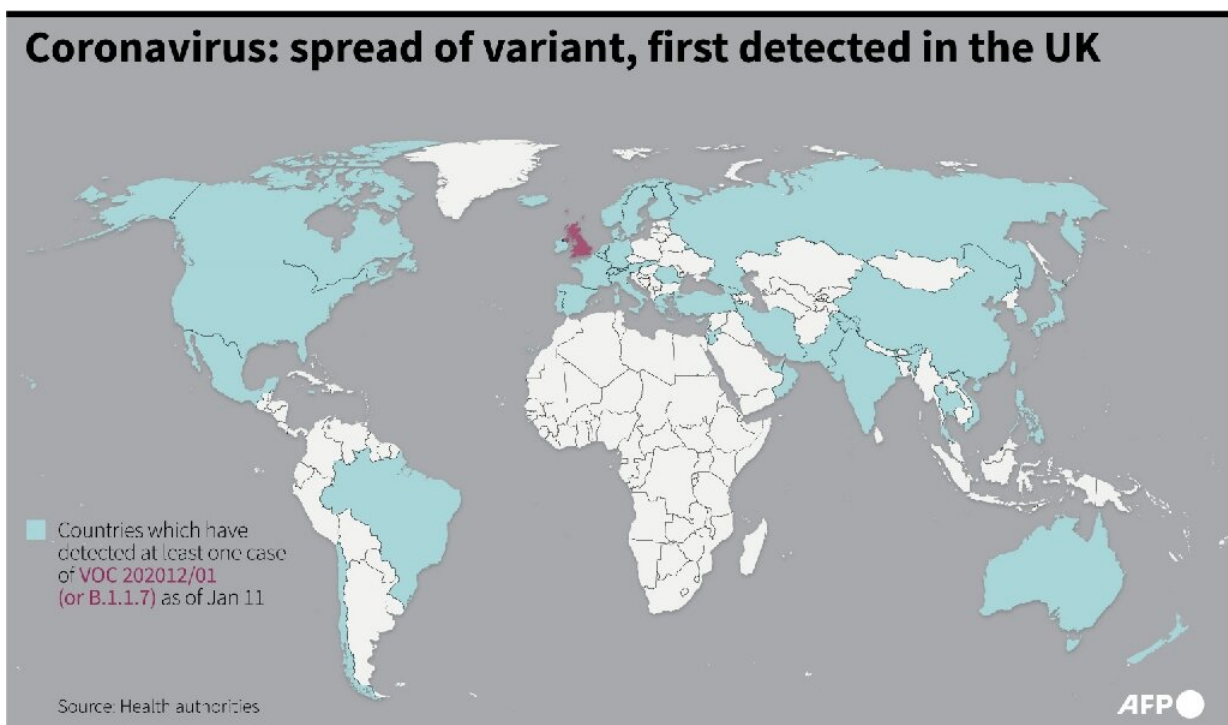 Coronavirus: spread of variant, first detected in the UK
Countries which have
detected at least one case
of VOC 202012/01
(or B.1.1.7) as of Jan 11
Source: Health authorities
AFP